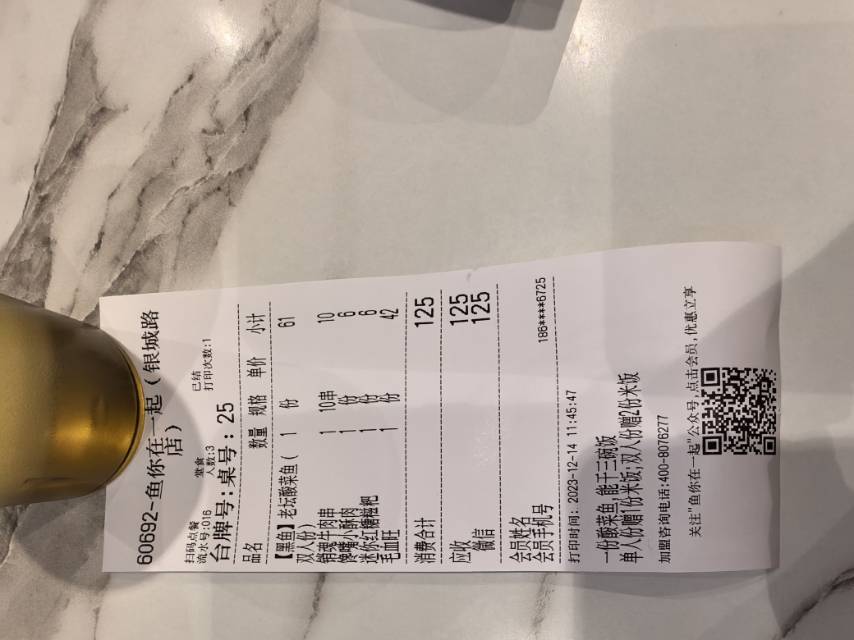 60692-鱼你在一起（银城路
店）
扫码点餐 堂食 已结
流水号:016 人数:3 打印次数:1
台牌号:桌号:25
品名 数量 规格 单价 小计
【黑鱼】老坛酸菜鱼( 1 份 61
双人份)
销魂牛肉串 1 10串 10
馋嘴小酥肉 1 份 6
迷你红糖糍粑 1 份 6
毛血旺 1 份 42
消费合计 125
应收 125
微信 125
会员姓名
会员手机号 186****6725
打印时间: 2023-12-14 11:45:47
一份酸菜鱼 能干三碗饭
单人份赠1份米饭;双人份赠2份米饭
加盟咨询电话:400-8076277
关注"鱼你在一起"公众号,点击会员,优惠立享